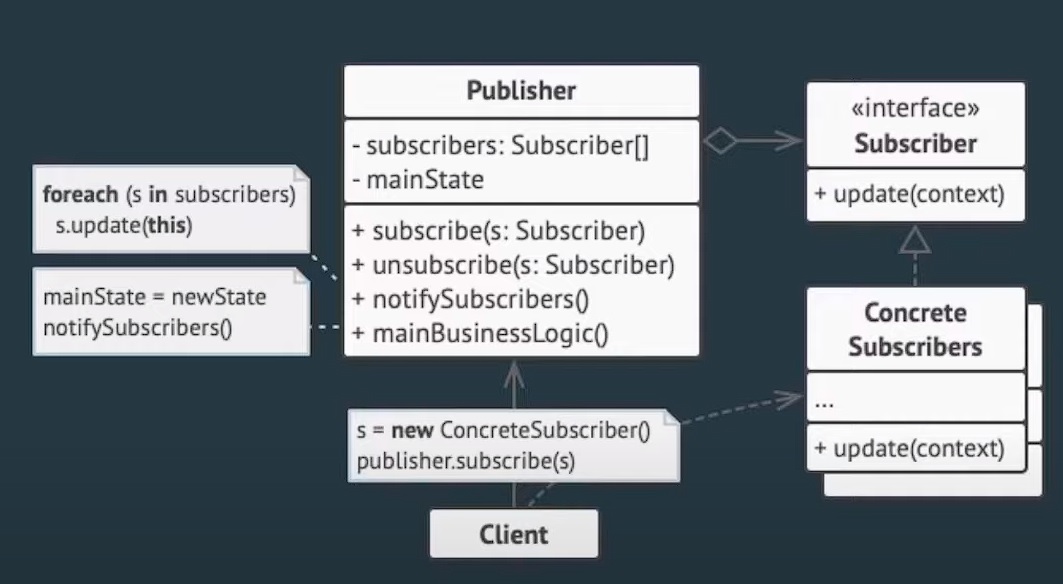 Publisher
- subscribers: Subscriber[]
- mainState
+ subscribe(s: Subscriber)
+ unsubscribe(s: Subscriber)
+ notifySubscribers()
+ mainBusinessLogic()
«interface»
Subscriber
+ update(context)
foreach (s in subscribers)
s.update(this)
mainState = newState
notifySubscribers()
Concrete
Subscribers
...
+ update(context)
s = new ConcreteSubscriber()
publisher.subscribe(s)
Client